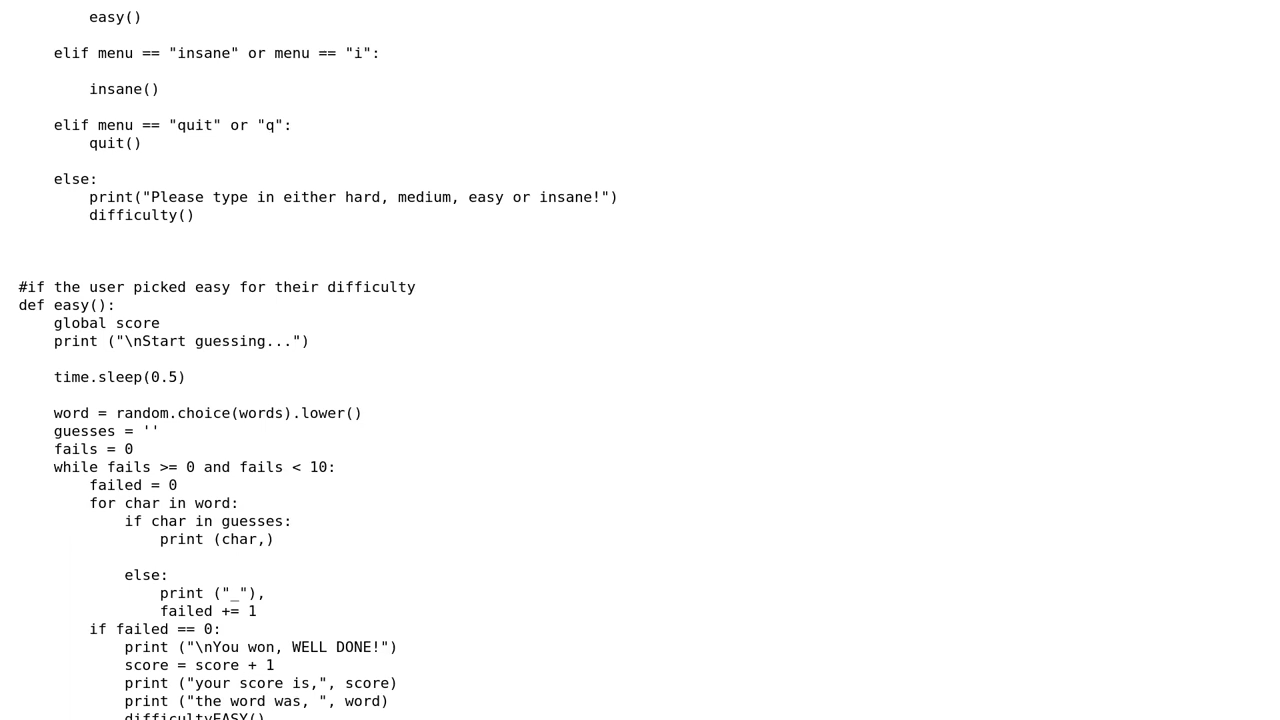 easy()
    elif menu == "insane" or menu == "i":
        insane()
    elif menu == "quit" or "q":
        quit()
    else:
        print("Please type in either hard, medium, easy or insane!")
        difficulty()
#if the user picked easy for their difficulty
def easy():
    global score
    print ("\nStart guessing...")
    time.sleep(0.5)
    word = random.choice(words).lower()
    guesses = ''
    fails = 0
    while fails >= 0 and fails < 10:
        failed = 0
        for char in word:
            if char in guesses:
                print (char,)
            else:
                print ("_"),
                failed += 1
        if failed == 0:
            print ("\nYou won, WELL DONE!")
            score = score + 1
            print ("your score is,", score)
            print ("the word was, ", word)
            difficultyEASY()